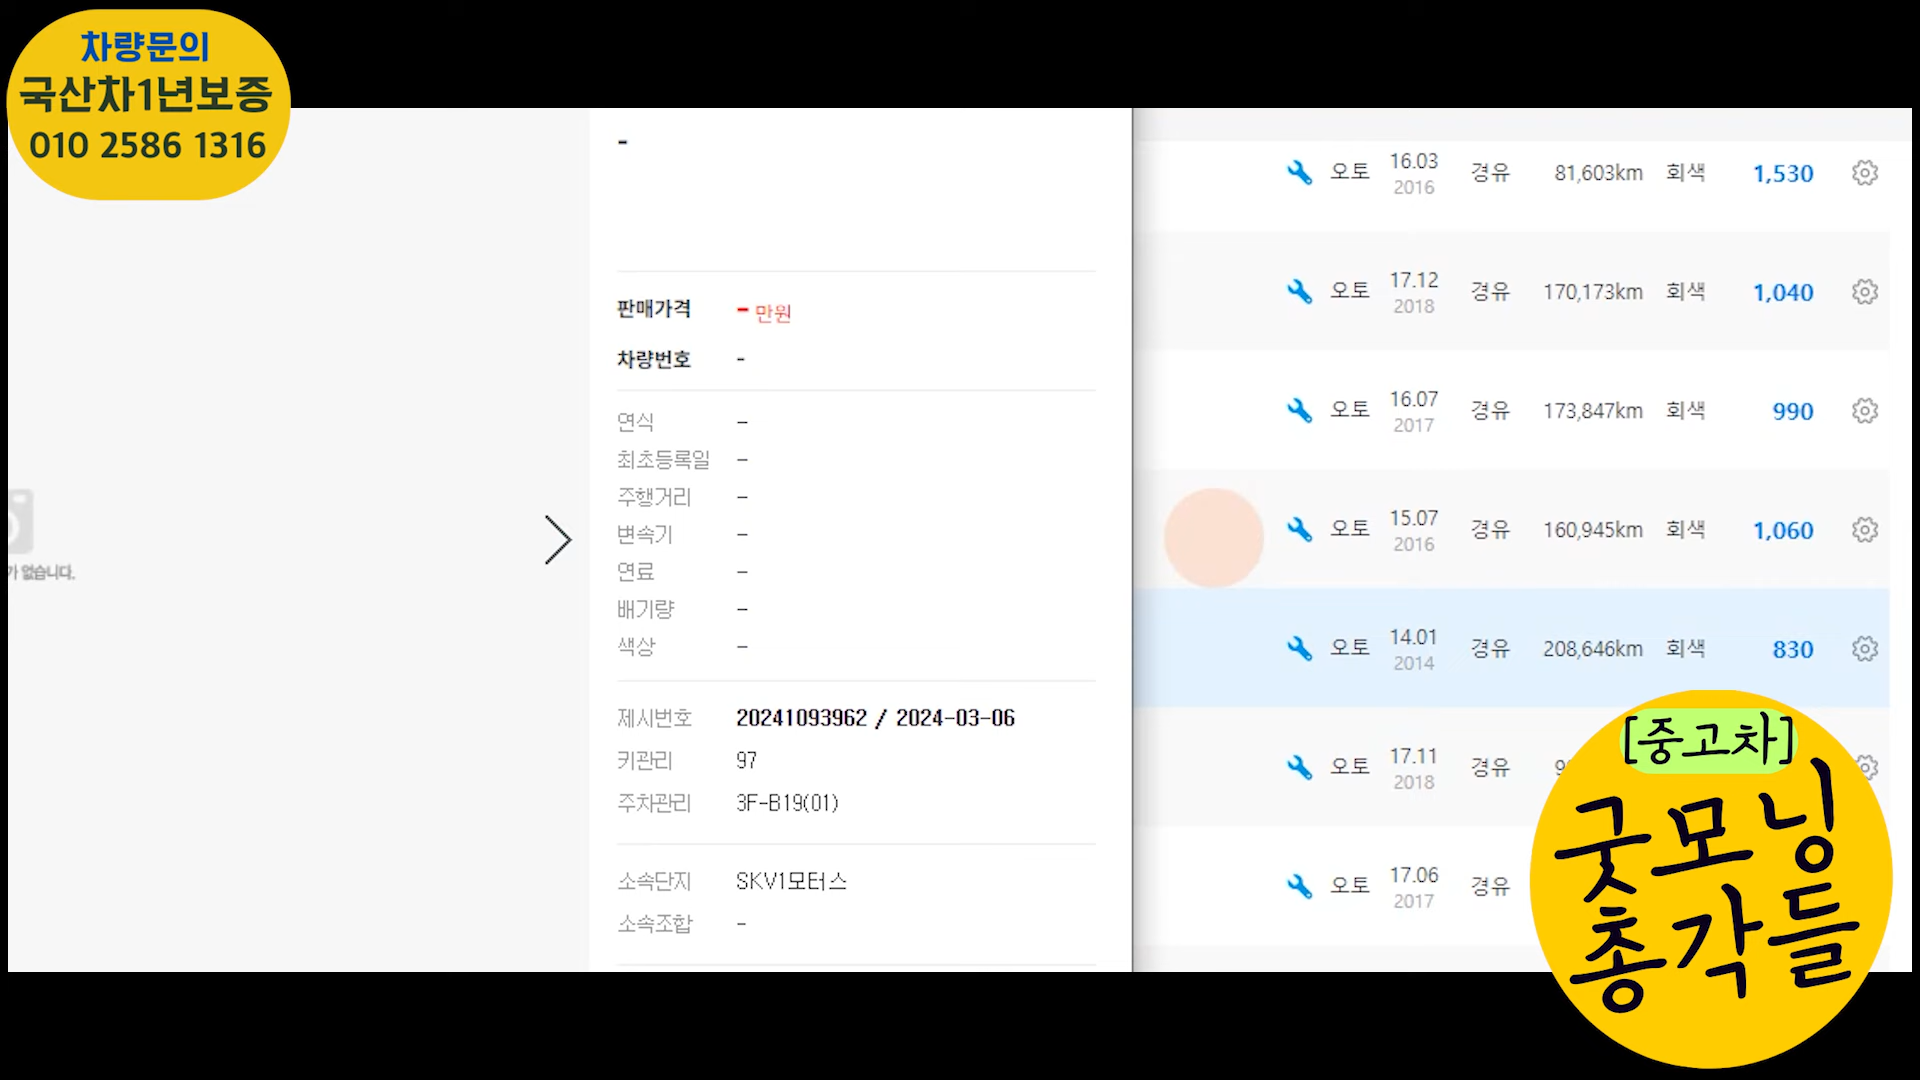 차량문의
국산차1년보증
010 2586 1316
가 없습니다.
-
판매가격 - 만원
차량번호 -
연식 -
최초등록일 -
주행거리 -
변속기 -
연료 -
배기량 -
색상 -
제시번호 20241093962 / 2024-03-06
키관리 97
주차관리 3F-B19(01)
소속단지 SKV1모터스
소속조합 -
오토 16.03 2016 경유 81,603km 회색 1,530
오토 17.12 2018 경유 170,173km 회색 1,040
오토 16.07 2017 경유 173,847km 회색 990
오토 15.07 2016 경유 160,945km 회색 1,060
오토 14.01 2014 경유 208,646km 회색 830
오토 17.11 2018 경유
오토 17.06 2017 경유
[중고차]
굿모닝
총각들